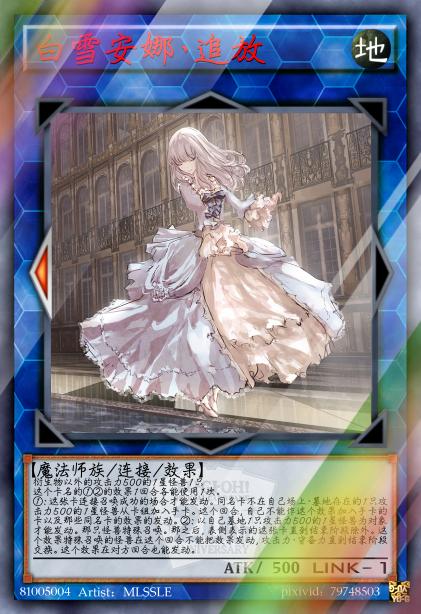 白雪安娜·追放
地
【魔法师族/连接/效果】
衍生物以外的攻击力500的1星怪兽1只
这个卡名的①②的效果1回合各能使用1次。
①：这张卡连接召唤成功的场合才能发动。同名卡不在自己场上·墓地存在的1只攻
击力500的1星怪兽从卡组加入手卡。这个回合，自己不能作这个效果加入手卡的
卡以及那些同名卡的效果的发动。②：以自己墓地1只攻击力500的1星怪兽为对象
才能发动。那只怪兽特殊召唤。那之后，表侧表示的这张卡直到结束阶段除外。这
个效果特殊召唤的怪兽在这个回合不能把效果发动，攻击力·守备力直到结束阶段
交换。这个效果在对方回合也能发动。
ATK/ 500 LINK-1
81005004 Artist: MLSSLE pixivid: 79748503